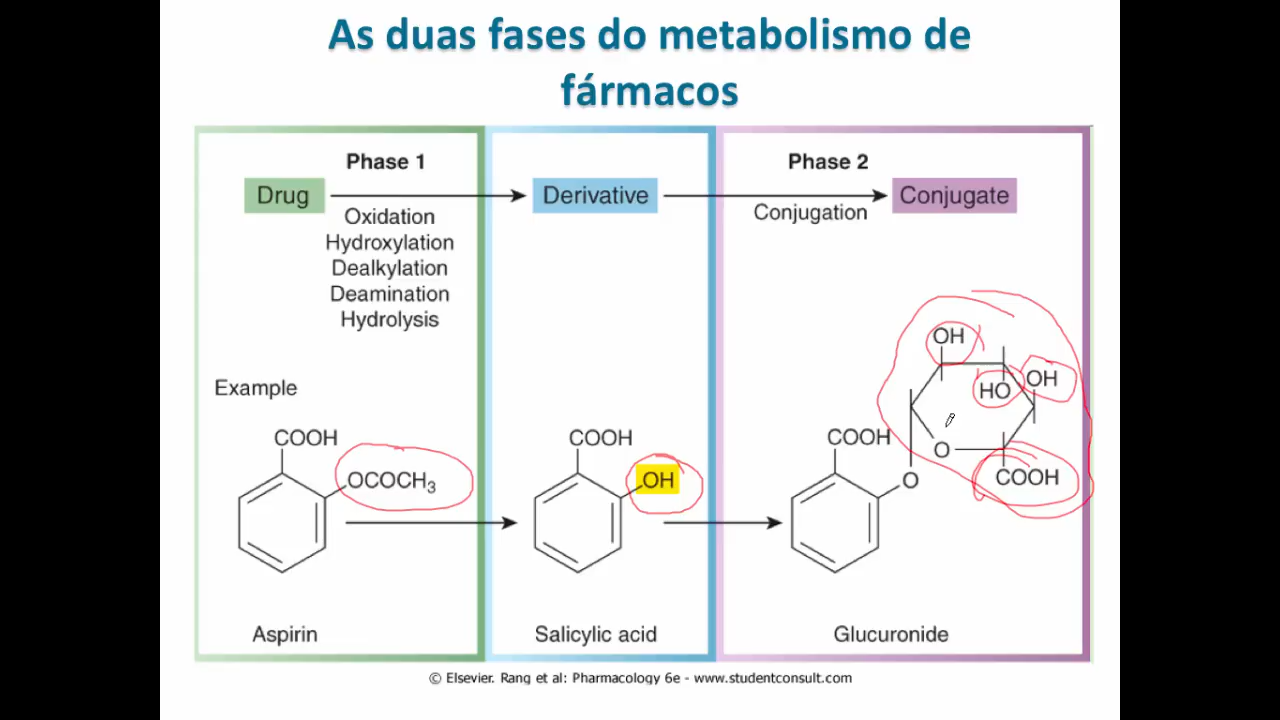 As duas fases do metabolismo de
fármacos
Phase 1
Phase 2
Drug
Derivative
Conjugate
Oxidation
Hydroxylation
Dealkylation
Deamination
Hydrolysis
Conjugation
Example
COOH
OCOCH3
COOH
OH
COOH
O
O
OH
HO
OH
COOH
Aspirin
Salicylic acid
Glucuronide
© Elsevier. Rang et al: Pharmacology 6e - www.studentconsult.com